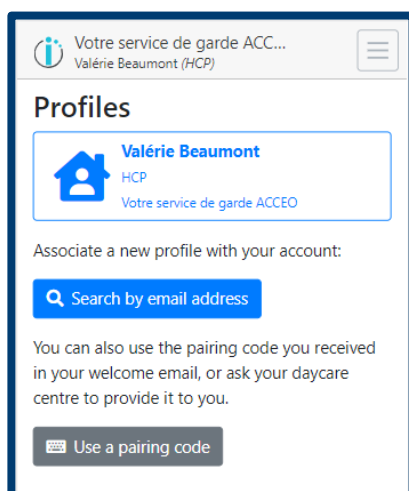 Votre service de garde ACC...
Valérie Beaumont (HCP)
Profiles
Valérie Beaumont
HCP
Votre service de garde ACCEO
Associate a new profile with your account:
Search by email address
You can also use the pairing code you received
in your welcome email, or ask your daycare
centre to provide it to you.
Use a pairing code